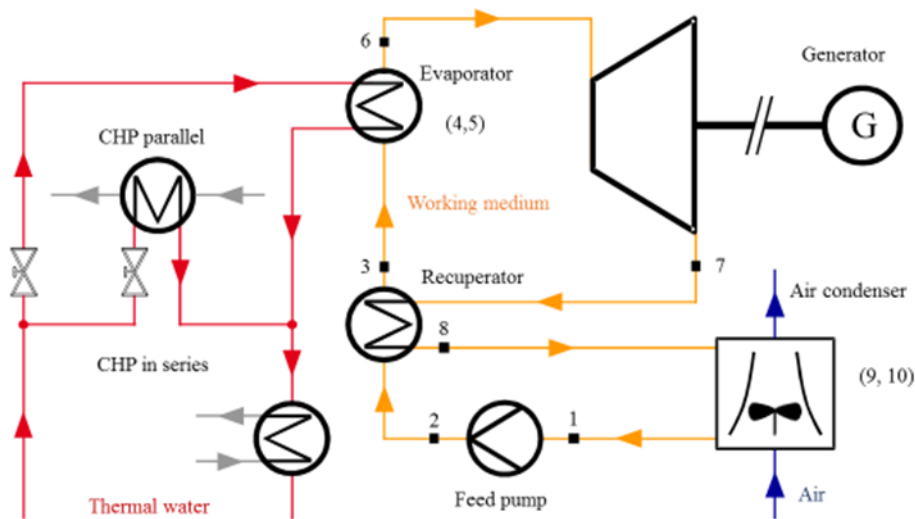 6
Evaporator
(4,5)
Generator
G
CHP parallel
Working medium
3
Recuperator
7
8
Air condenser
(9, 10)
CHP in series
2
1
Feed pump
Thermal water
Air